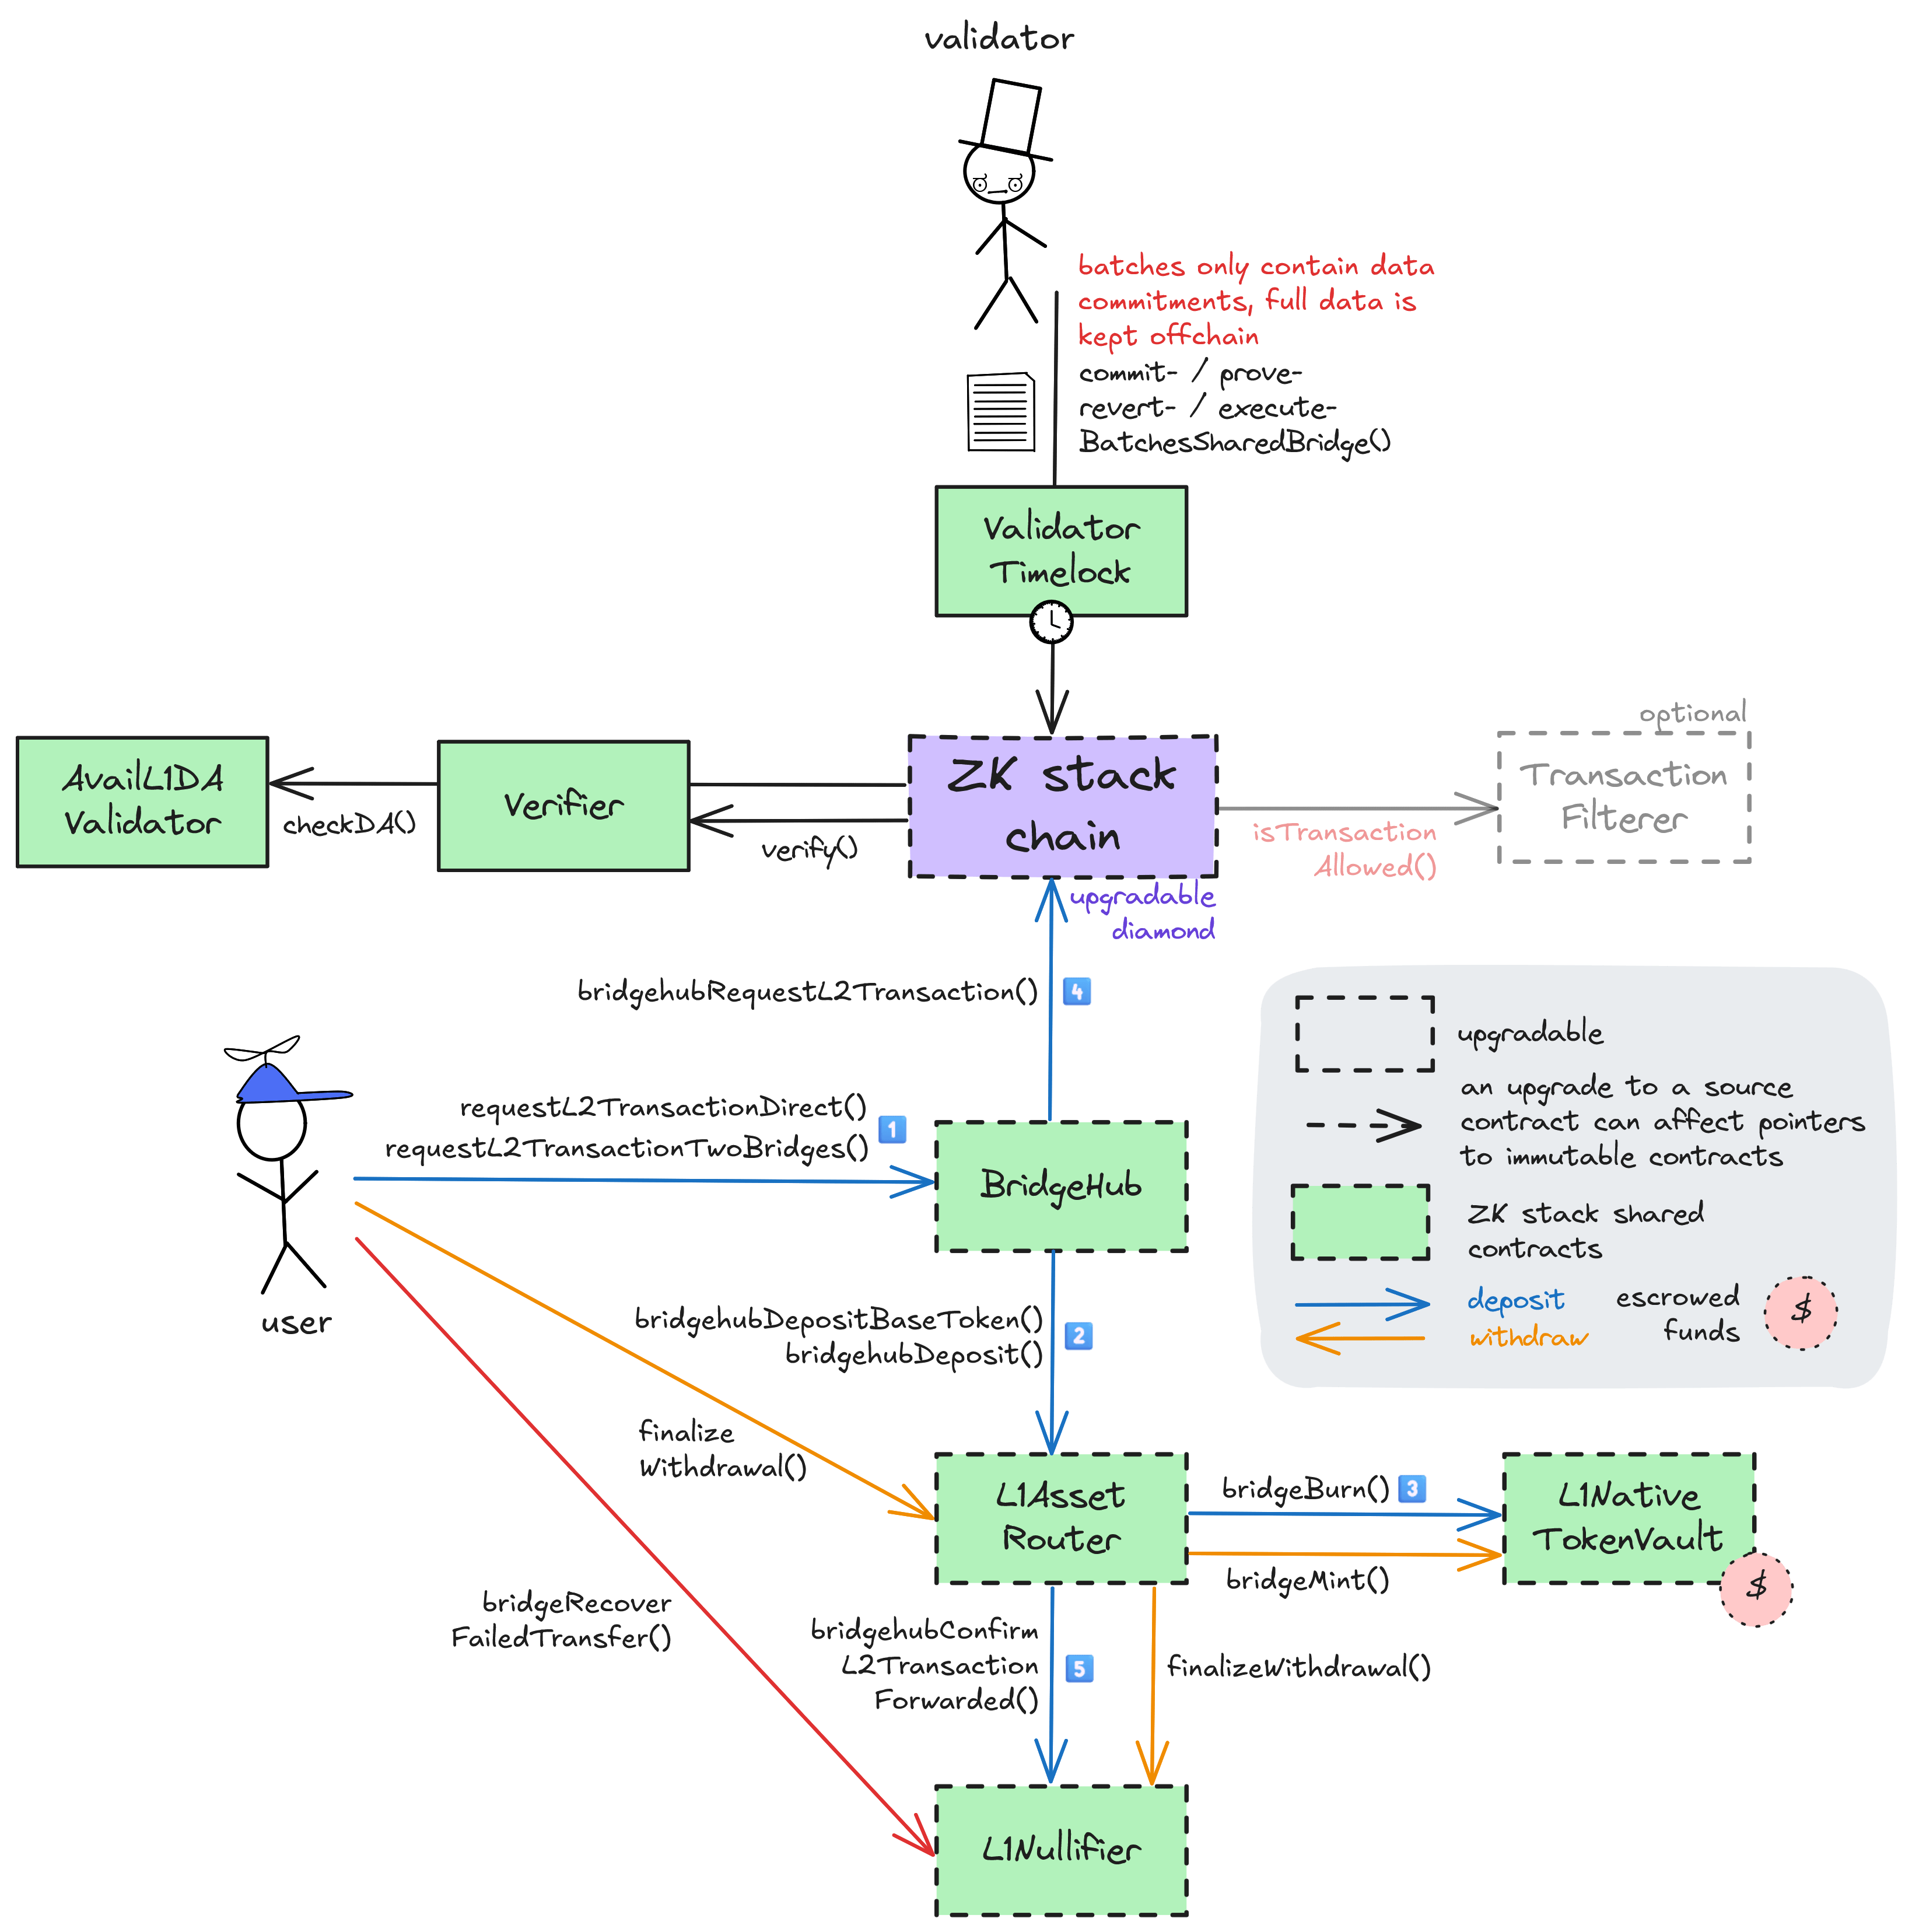 validator
batches only contain data
commitments, full data is
kept offchain
commit- / prove-
revert- / execute-
BatchesSharedBridge()
Validator
Timelock
optional
AvailL1DA
Validator
checkDA()
Verifier
verify()
ZK stack
chain
isTransaction
Allowed()
Transaction
Filterer
upgradable
diamond
bridgehubRequestL2Transaction()
4
upgradable
an upgrade to a source
contract can affect pointers
to immutable contracts
ZK stack shared
contracts
deposit
withdraw
escrowed
funds
$
requestL2TransactionDirect()
requestL2TransactionTwoBridges()
1
BridgeHub
user
bridgehubDepositBaseToken()
bridgehubDeposit()
2
finalize
Withdrawal()
L1Asset
Router
bridgeBurn()
3
bridgeMint()
L1Native
TokenVault
$
bridgeRecover
FailedTransfer()
bridgehubConfirm
L2Transaction
Forwarded()
5
finalizeWithdrawal()
L1Nullifier